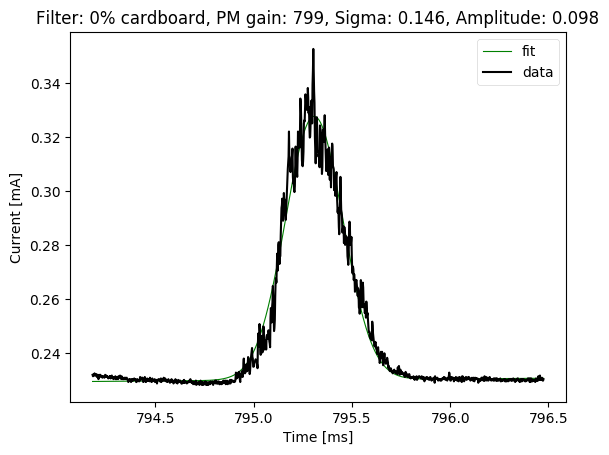 Filter: 0% cardboard, PM gain: 799, Sigma: 0.146, Amplitude: 0.098
fit
data
0.34
0.32
0.30
0.28
0.26
0.24
Current [mA]
794.5
795.0
795.5
796.0
796.5
Time [ms]